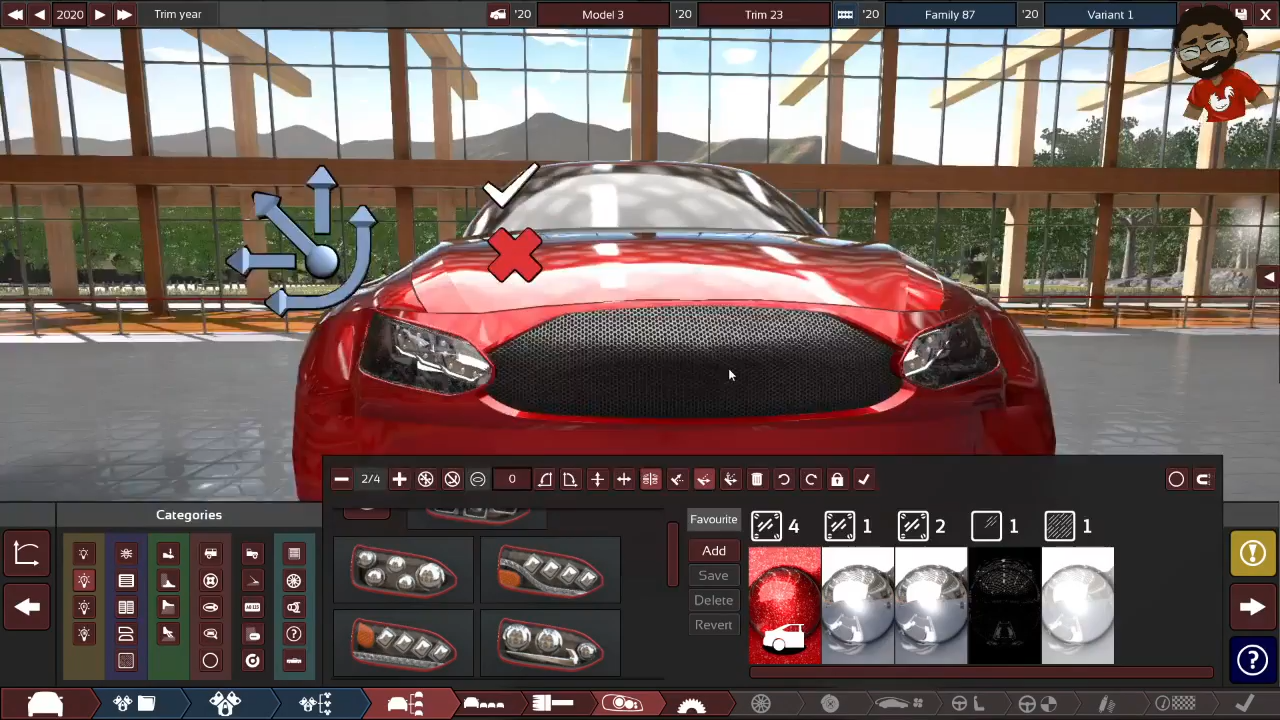 2020 Trim year '20 Model 3 '20 Trim 23 '20 Family 87 '20 Variant 1
2/4 0
Categories
Favourite 4 1 2 1 1
Add
Save
Delete
Revert